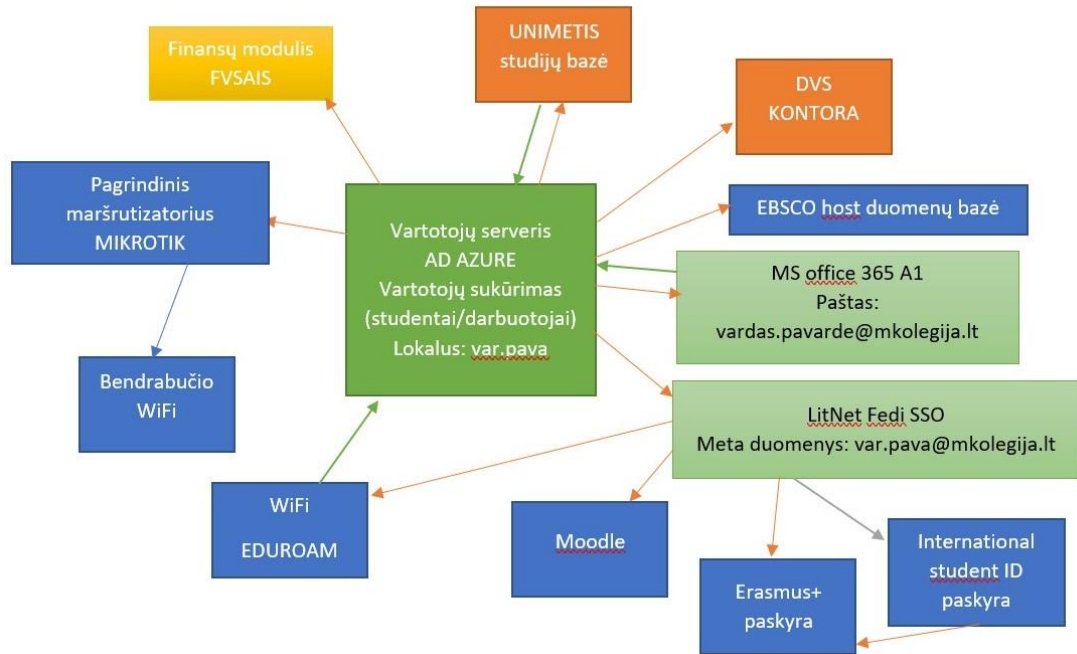 Finansų modulis
FVSAIS
UNIMETIS
studijų bazė
DVS
KONTORA
Pagrindinis
maršrutizatorius
MIKROTIK
Vartotojų serveris
AD AZURE
Vartotojų sukūrimas
(studentai/darbuotojai)
Lokalus: var.pava
EBSCO host duomenų bazė
MS office 365 A1
Paštas:
vardas.pavarde@mkolegija.lt
Bendrabučio
WiFi
LitNet Fedi SSO
Meta duomenys: var.pava@mkolegija.lt
WiFi
EDUROAM
Moodle
Erasmus+
paskyra
International
student ID
paskyra